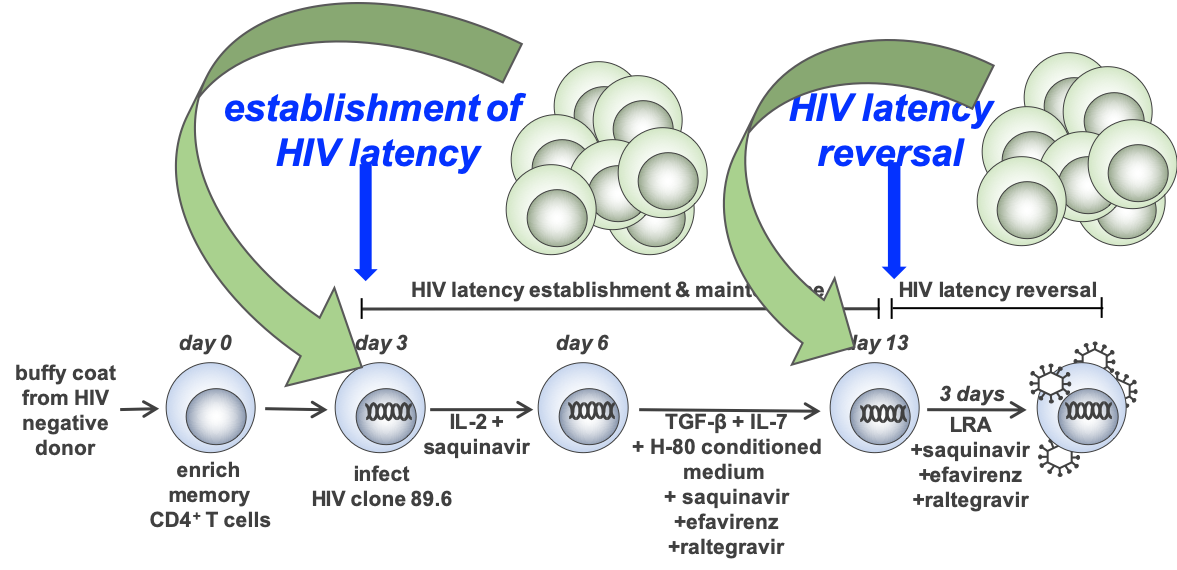 establishment of
HIV latency
HIV latency
reversal
HIV latency establishment & maint
HIV latency reversal
day 0
day 3
day 6
day 13
buffy coat
from HIV
negative
donor
enrich
memory
CD4⁺ T cells
infect
HIV clone 89.6
IL-2 +
saquinavir
TGF-β + IL-7
+ H-80 conditioned
medium
+ saquinavir
+efavirenz
+raltegravir
3 days
LRA
+saquinavir
+efavirenz
+raltegravir